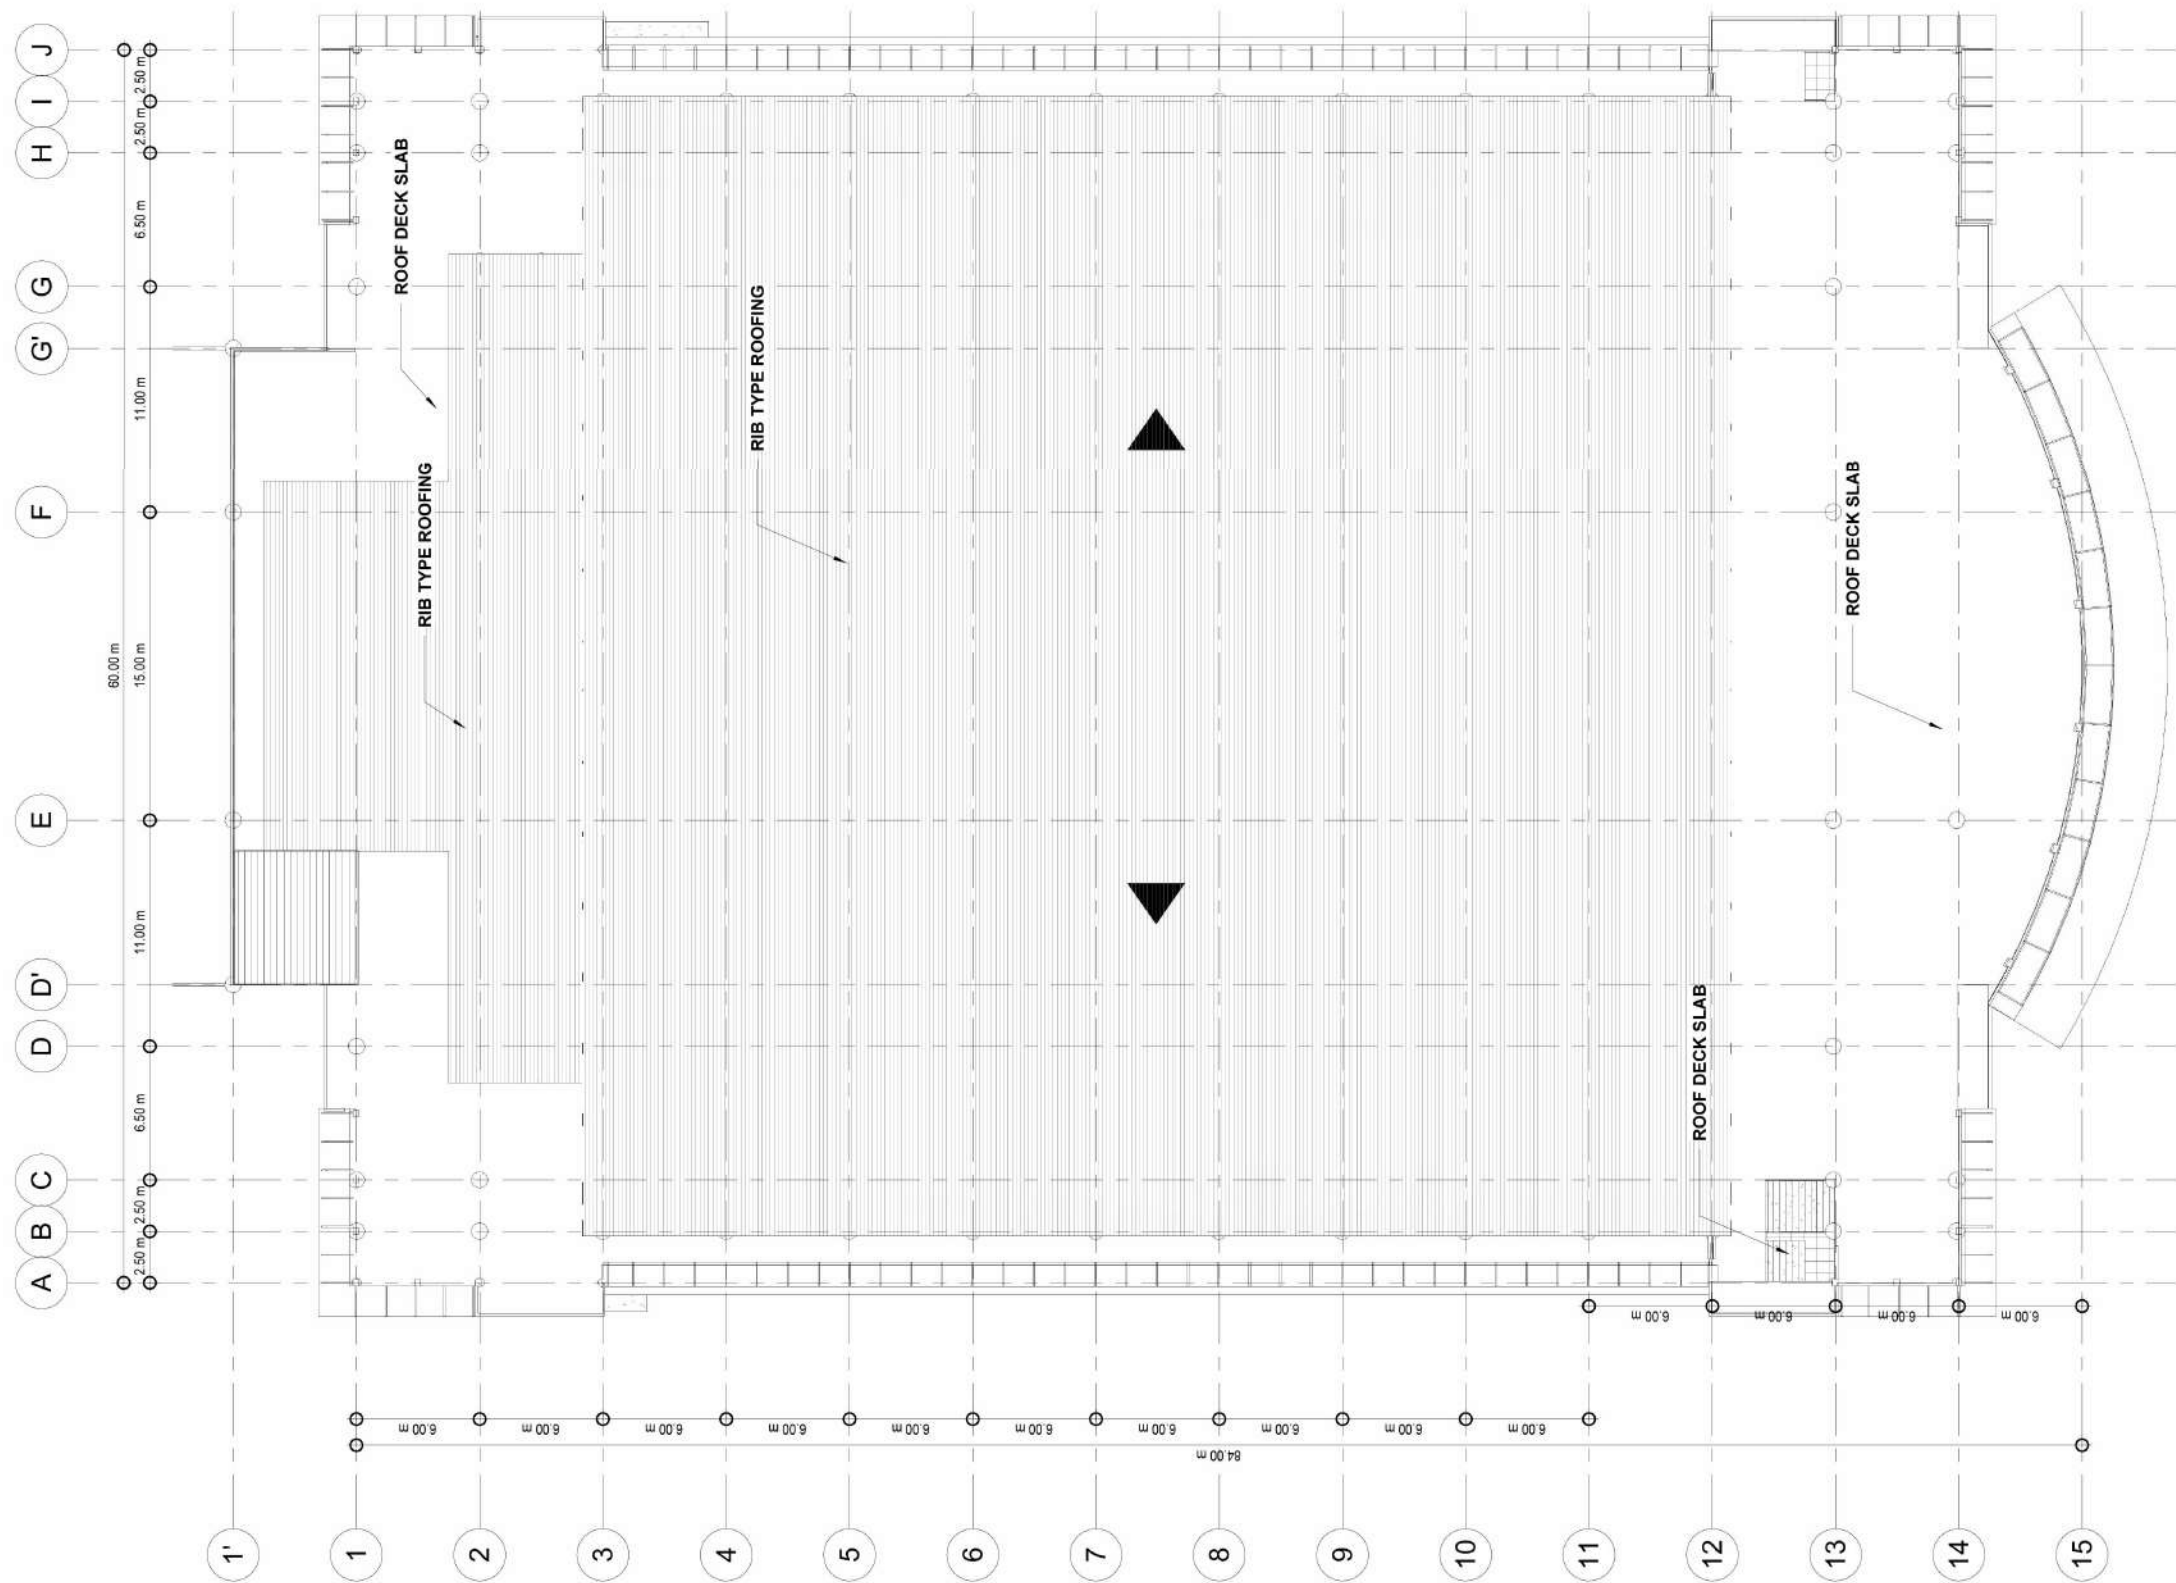 J
I
H
G
G'
F
E
D'
D
C
B
A
60.00 m
2.50 m
2.50 m
6.50 m
11.00 m
15.00 m
11.00 m
6.50 m
2.50 m
2.50 m
ROOF DECK SLAB
RIB TYPE ROOFING
RIB TYPE ROOFING
ROOF DECK SLAB
ROOF DECK SLAB
6.00 m
6.00 m
6.00 m
6.00 m
6.00 m
6.00 m
6.00 m
6.00 m
6.00 m
6.00 m
6.00 m
6.00 m
6.00 m
6.00 m
84.00 m
1'
1
2
3
4
5
6
7
8
9
10
11
12
13
14
15